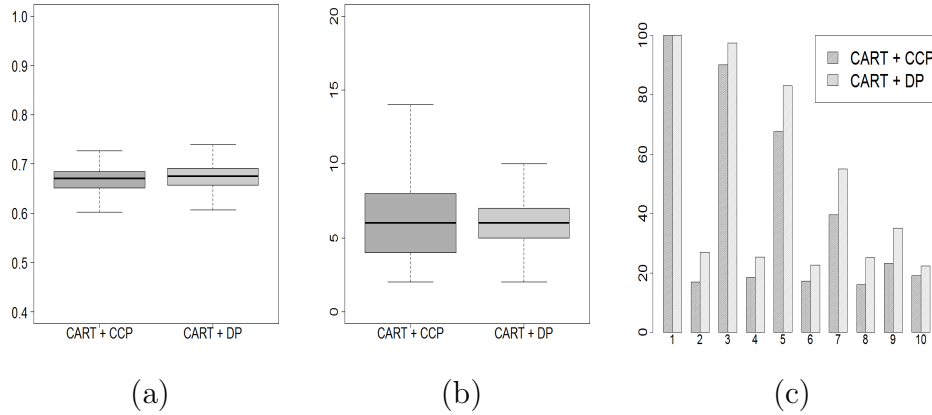 1.0
0.9
0.8
0.7
0.6
0.5
0.4
CART + CCP
CART + DP
(a)
20
15
10
5
0
CART + CCP
CART + DP
(b)
100
80
60
40
20
0
CART + CCP
CART + DP
1 2 3 4 5 6 7 8 9 10
(c)